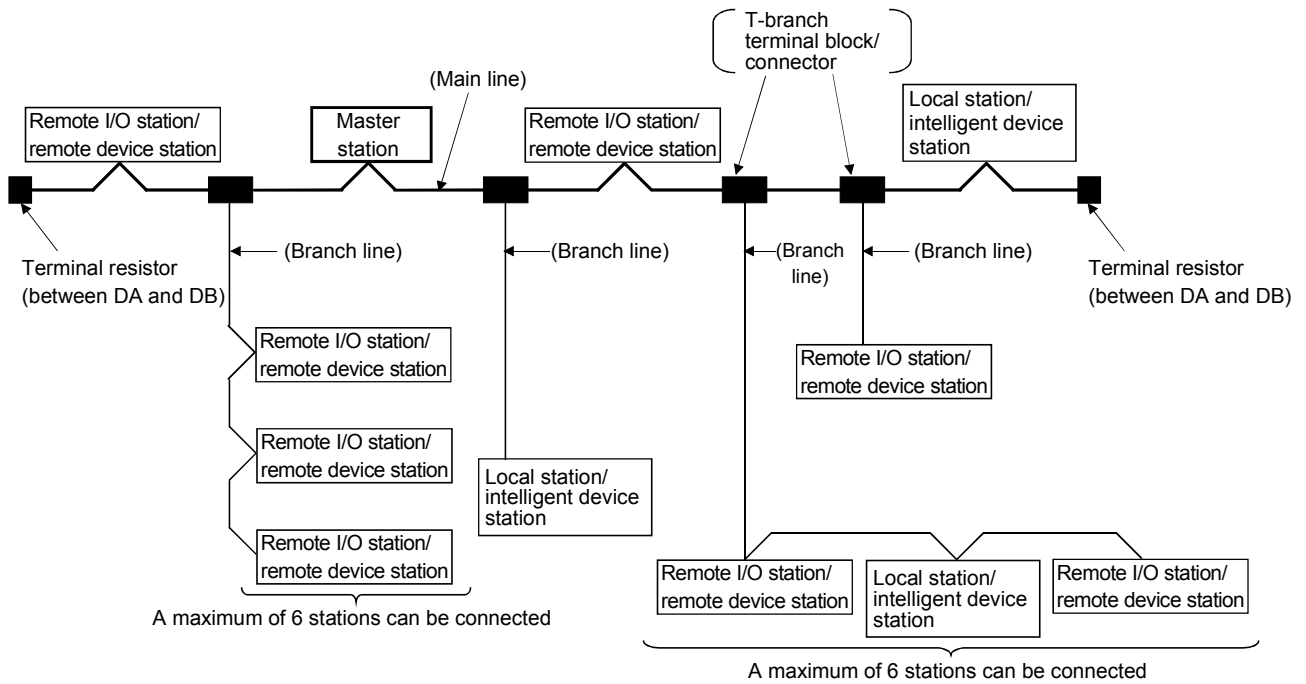 T-branch
terminal block/
connector
(Main line)
Remote I/O station/
remote device station
Master
station
Remote I/O station/
remote device station
Local station/
intelligent device
station
Terminal resistor
(between DA and DB)
(Branch line)
(Branch line)
(Branch
line)
(Branch line)
Terminal resistor
(between DA and DB)
Remote I/O station/
remote device station
Remote I/O station/
remote device station
Remote I/O station/
remote device station
Local station/
intelligent device
station
Remote I/O station/
remote device station
A maximum of 6 stations can be connected
Remote I/O station/
remote device station
Local station/
intelligent device
station
Remote I/O station/
remote device station
A maximum of 6 stations can be connected